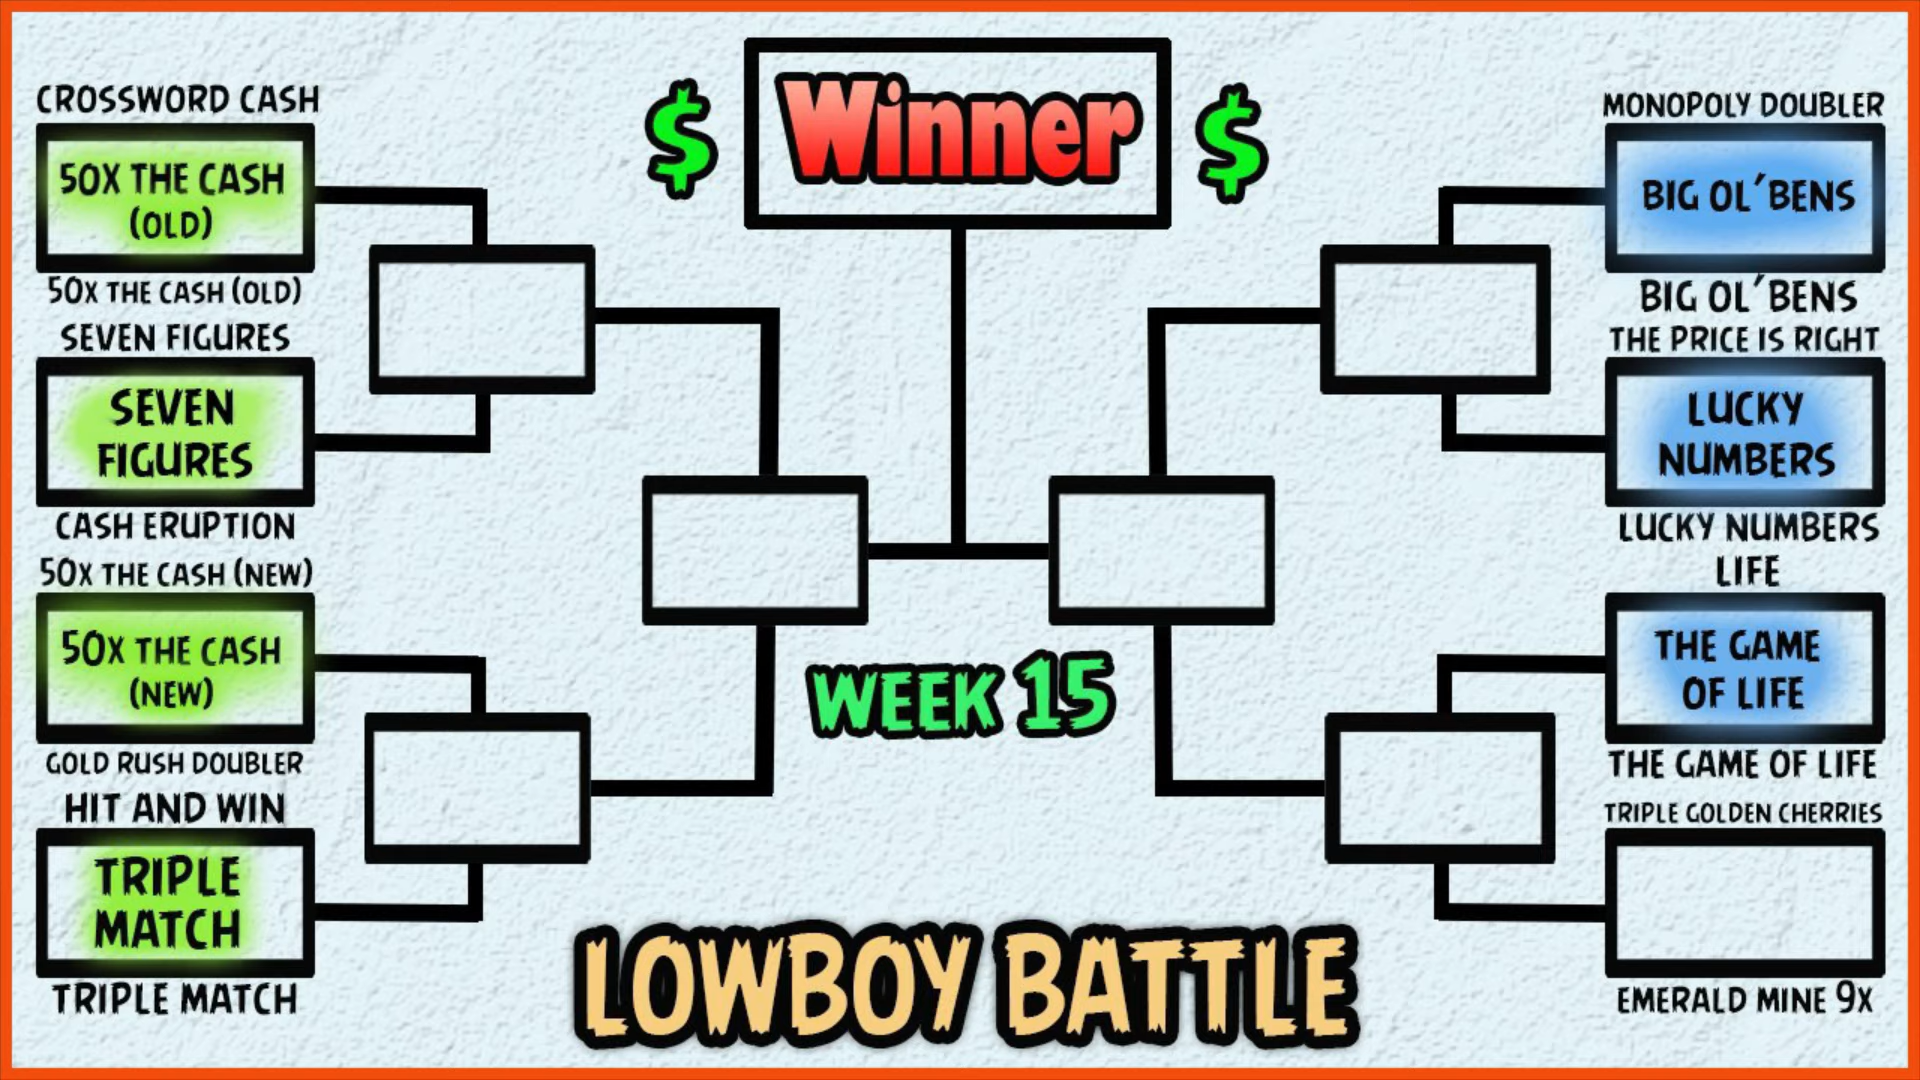 Winner
$
$
CROSSWORD CASH
50X THE CASH
(OLD)
50X THE CASH (OLD)
SEVEN FIGURES
SEVEN
FIGURES
CASH ERUPTION
50X THE CASH (NEW)
50X THE CASH
(NEW)
GOLD RUSH DOUBLER
HIT AND WIN
TRIPLE
MATCH
TRIPLE MATCH
MONOPOLY DOUBLER
BIG OL'BENS
BIG OL'BENS
THE PRICE IS RIGHT
LUCKY
NUMBERS
LUCKY NUMBERS
LIFE
THE GAME
OF LIFE
THE GAME OF LIFE
TRIPLE GOLDEN CHERRIES
EMERALD MINE 9X
WEEK 15
LOWBOY BATTLE